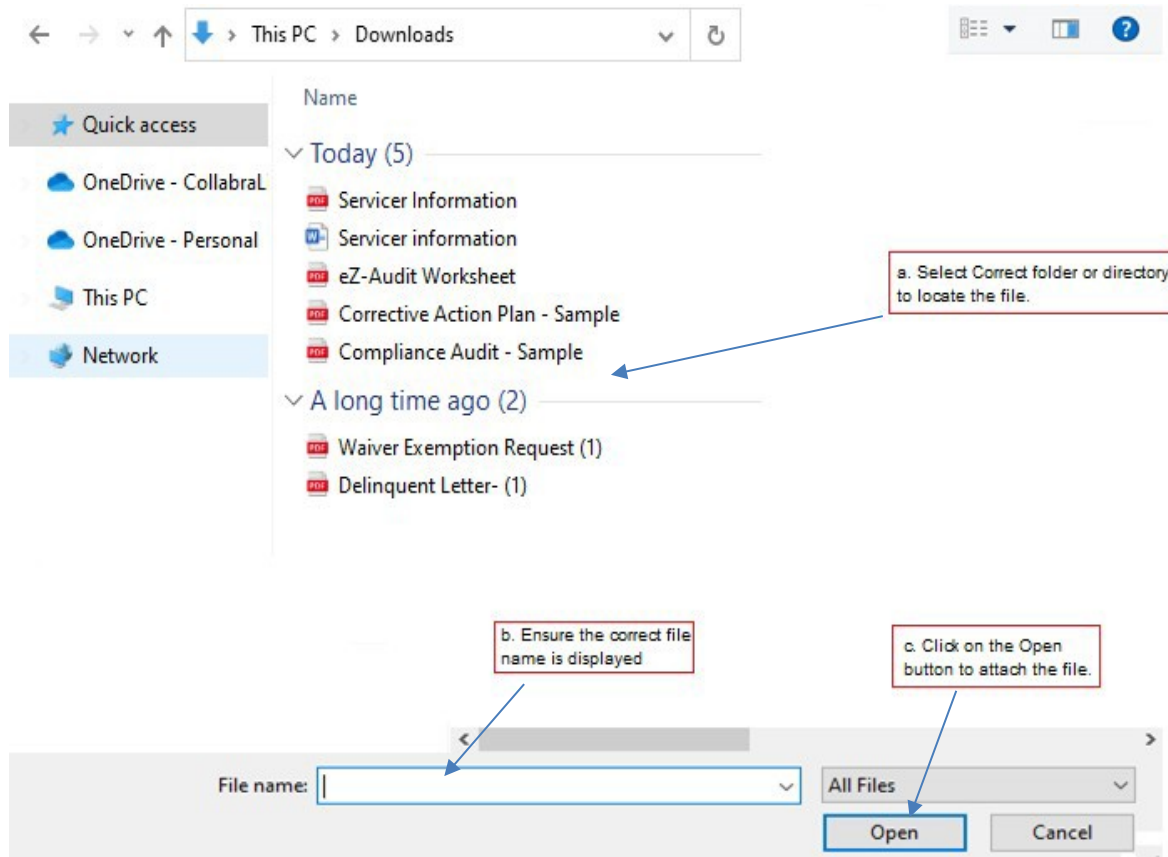 This PC > Downloads
Name
Quick access
Today (5)
OneDrive - CollabraL
Servicer Information
Servicer information
OneDrive - Personal
eZ-Audit Worksheet
a. Select Correct folder or directory
to locate the file.
This PC
Corrective Action Plan - Sample
Compliance Audit - Sample
Network
A long time ago (2)
Waiver Exemption Request (1)
Delinquent Letter- (1)
b. Ensure the correct file
name is displayed
c. Click on the Open
button to attach the file.
File name:
All Files
Open
Cancel